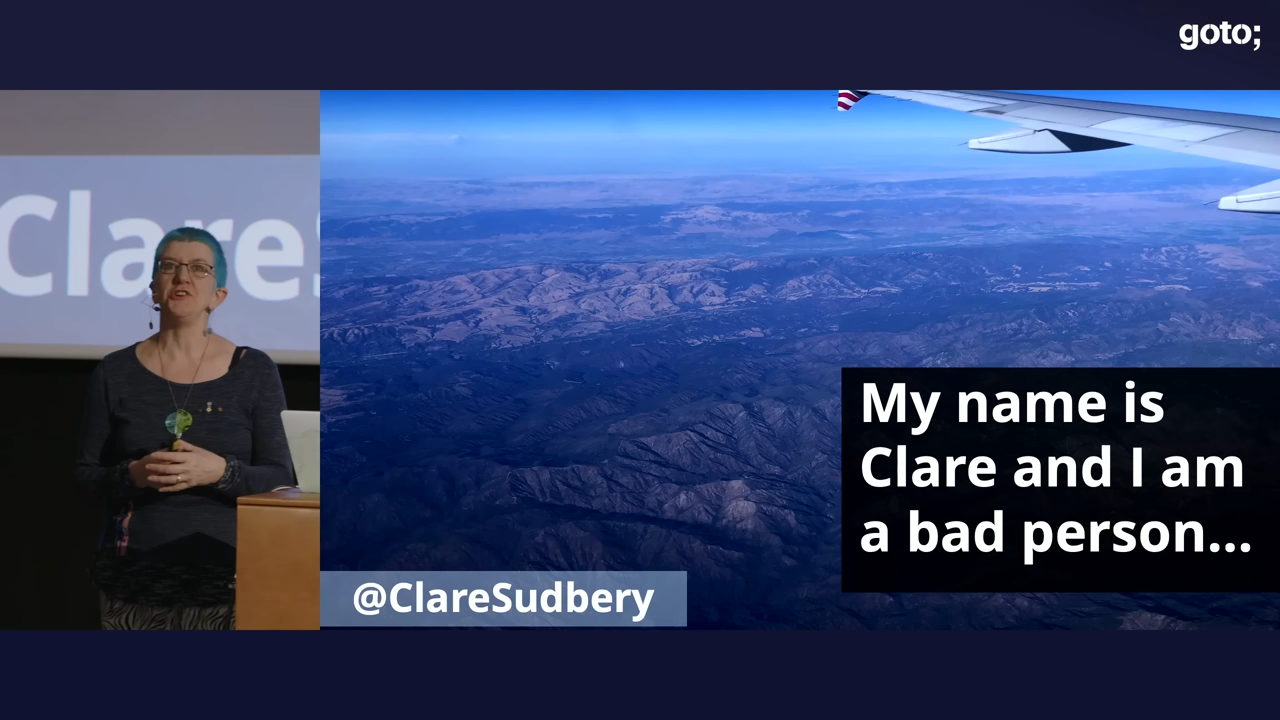 goto;
Clare
My name is
Clare and I am
a bad person...
@ClareSudbery